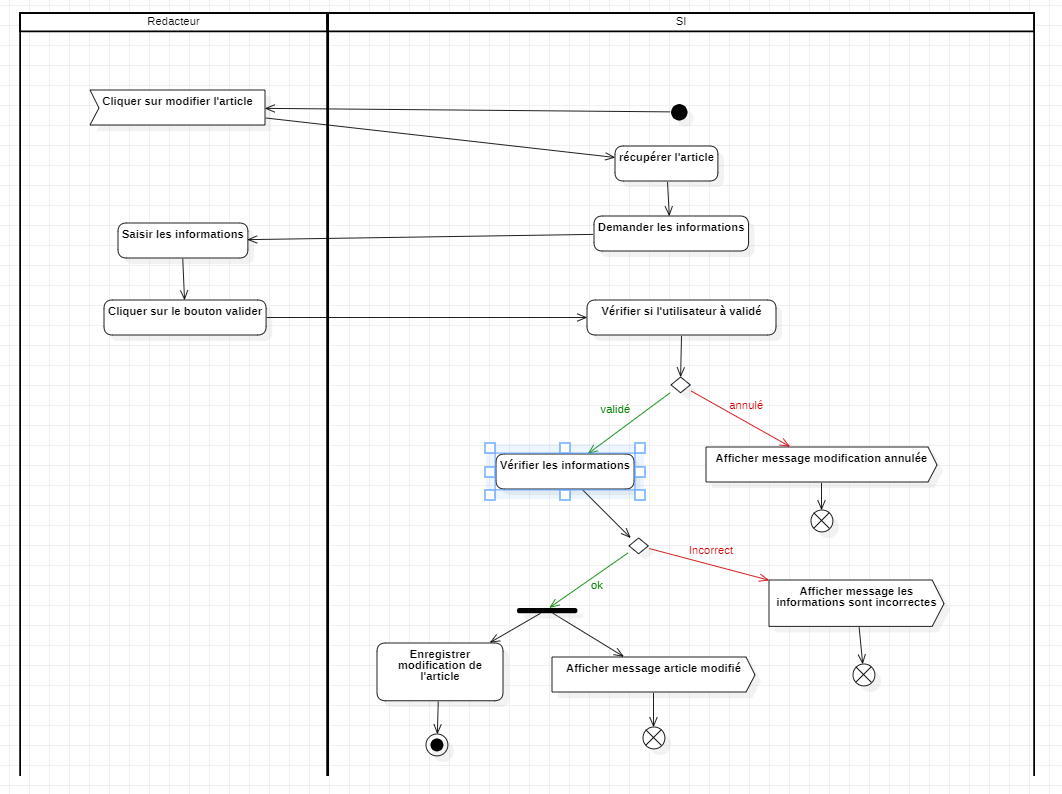 Redacteur
SI
Cliquer sur modifier l'article
récupérer l'article
Saisir les informations
Demander les informations
Cliquer sur le bouton valider
Vérifier si l'utilisateur à validé
validé
annulé
Vérifier les informations
Afficher message modification annulée
Incorrect
ok
Afficher message les
informations sont incorrectes
Enregistrer
modification de
l'article
Afficher message article modifié